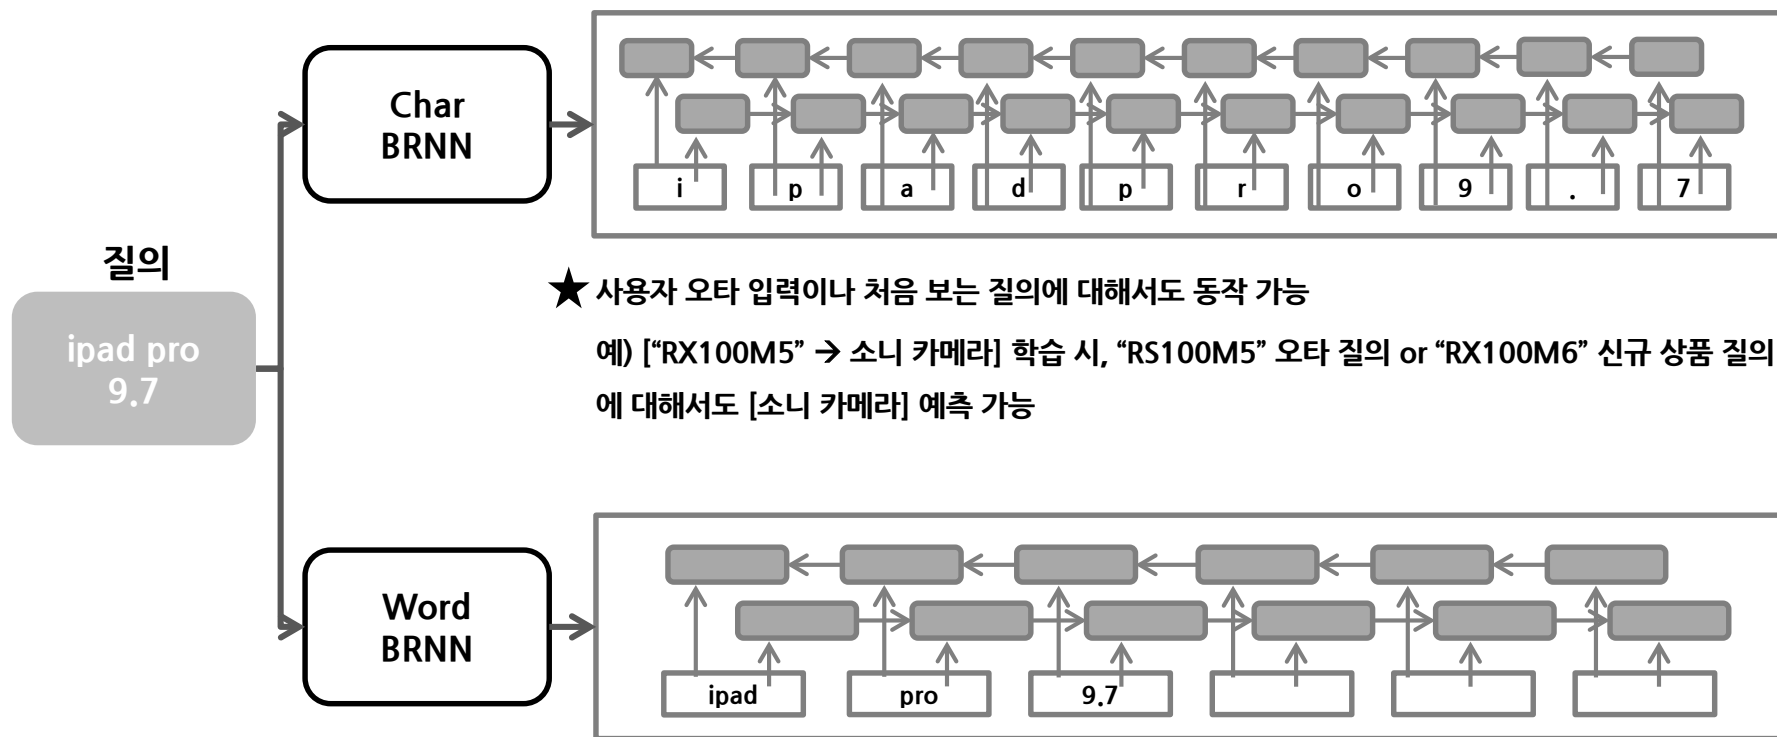 Char
BRNN
i p a d p r o 9 . 7
질의
ipad pro
9.7
★ 사용자 오타 입력이나 처음 보는 질의에 대해서도 동작 가능
예) [“RX100M5” → 소니 카메라] 학습 시, “RS100M5” 오타 질의 or “RX100M6” 신규 상품 질의
에 대해서도 [소니 카메라] 예측 가능
Word
BRNN
ipad pro 9.7